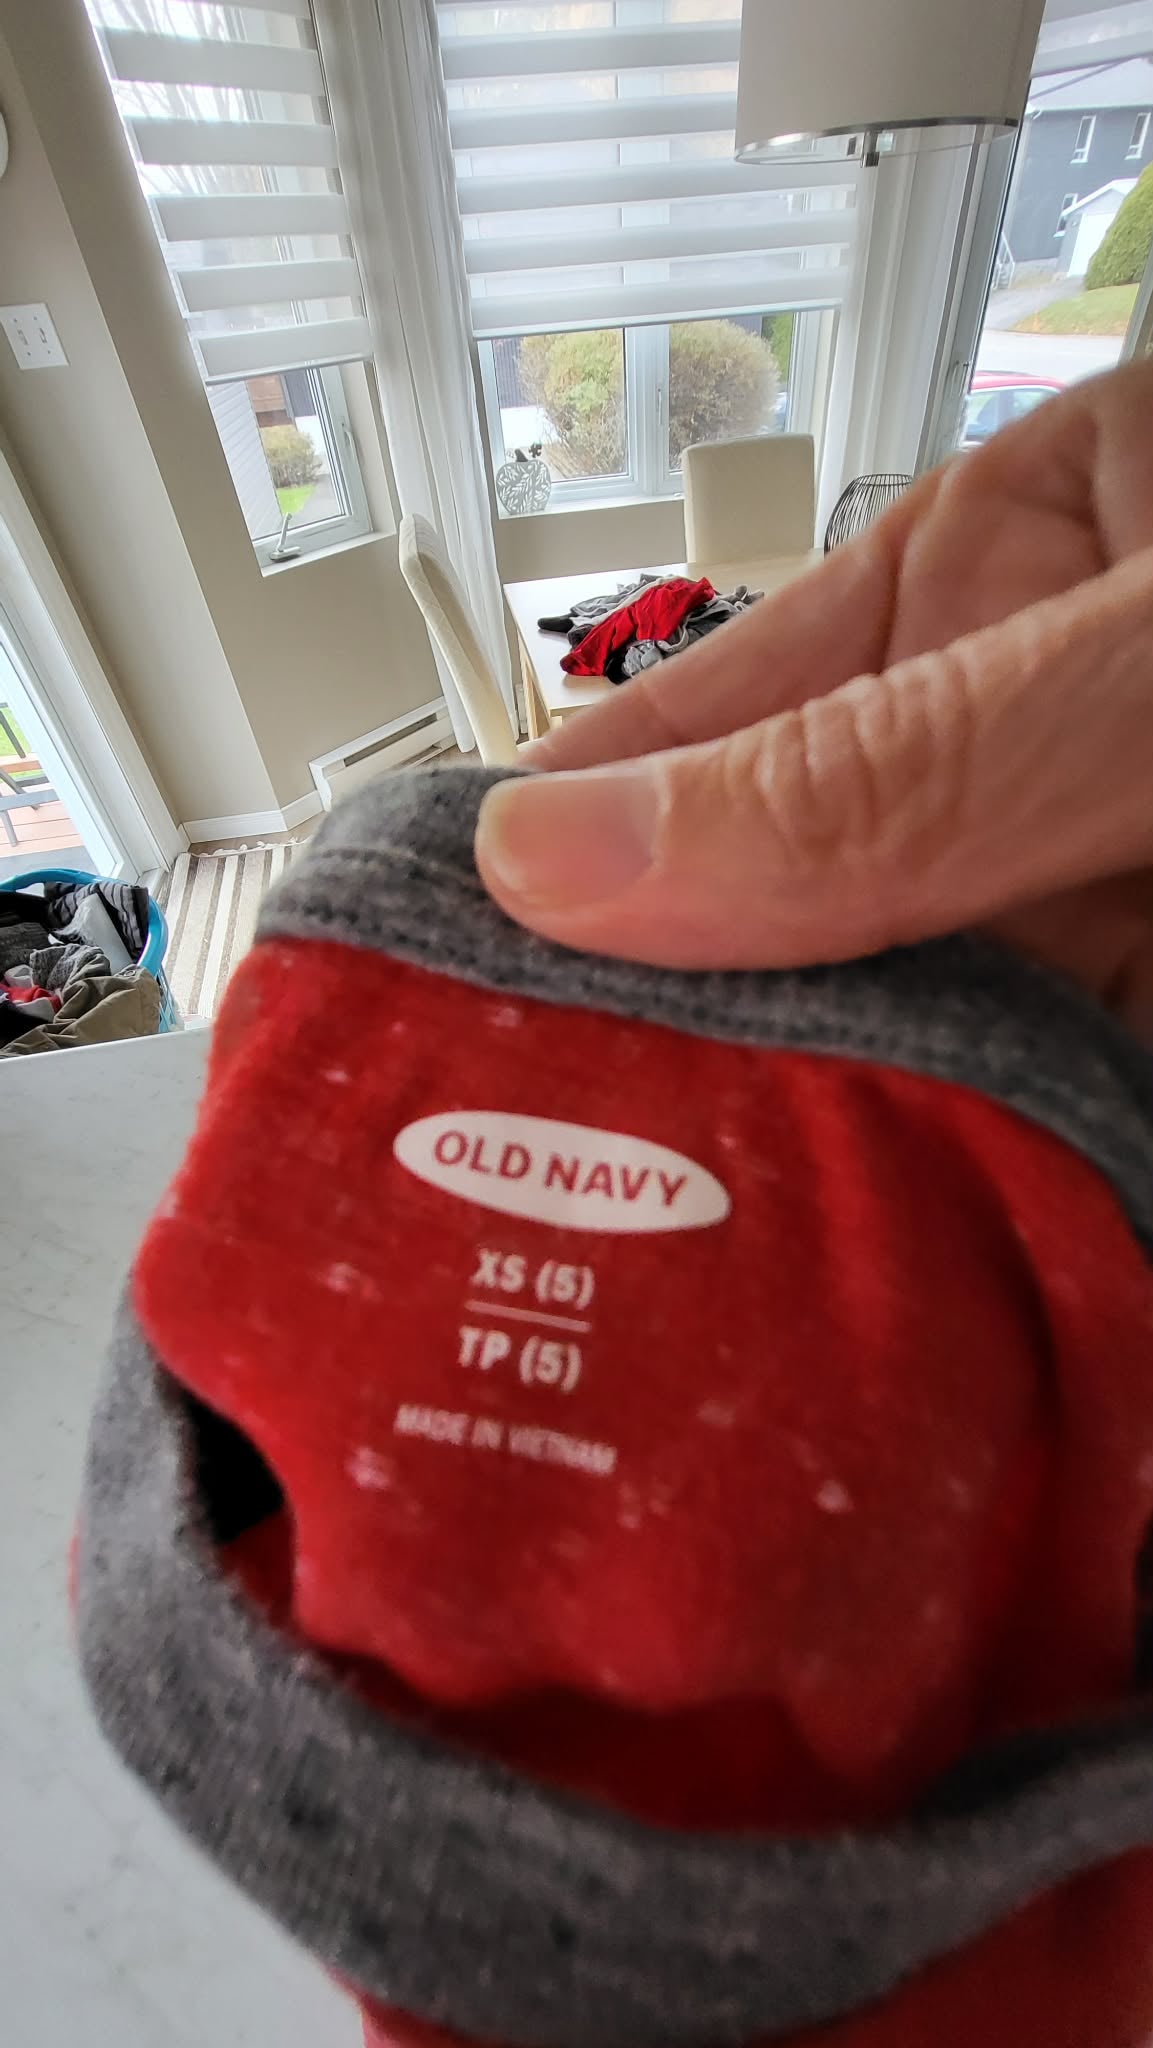 OLD NAVY
XS (5)
TP (5)
MADE IN VIETNAM